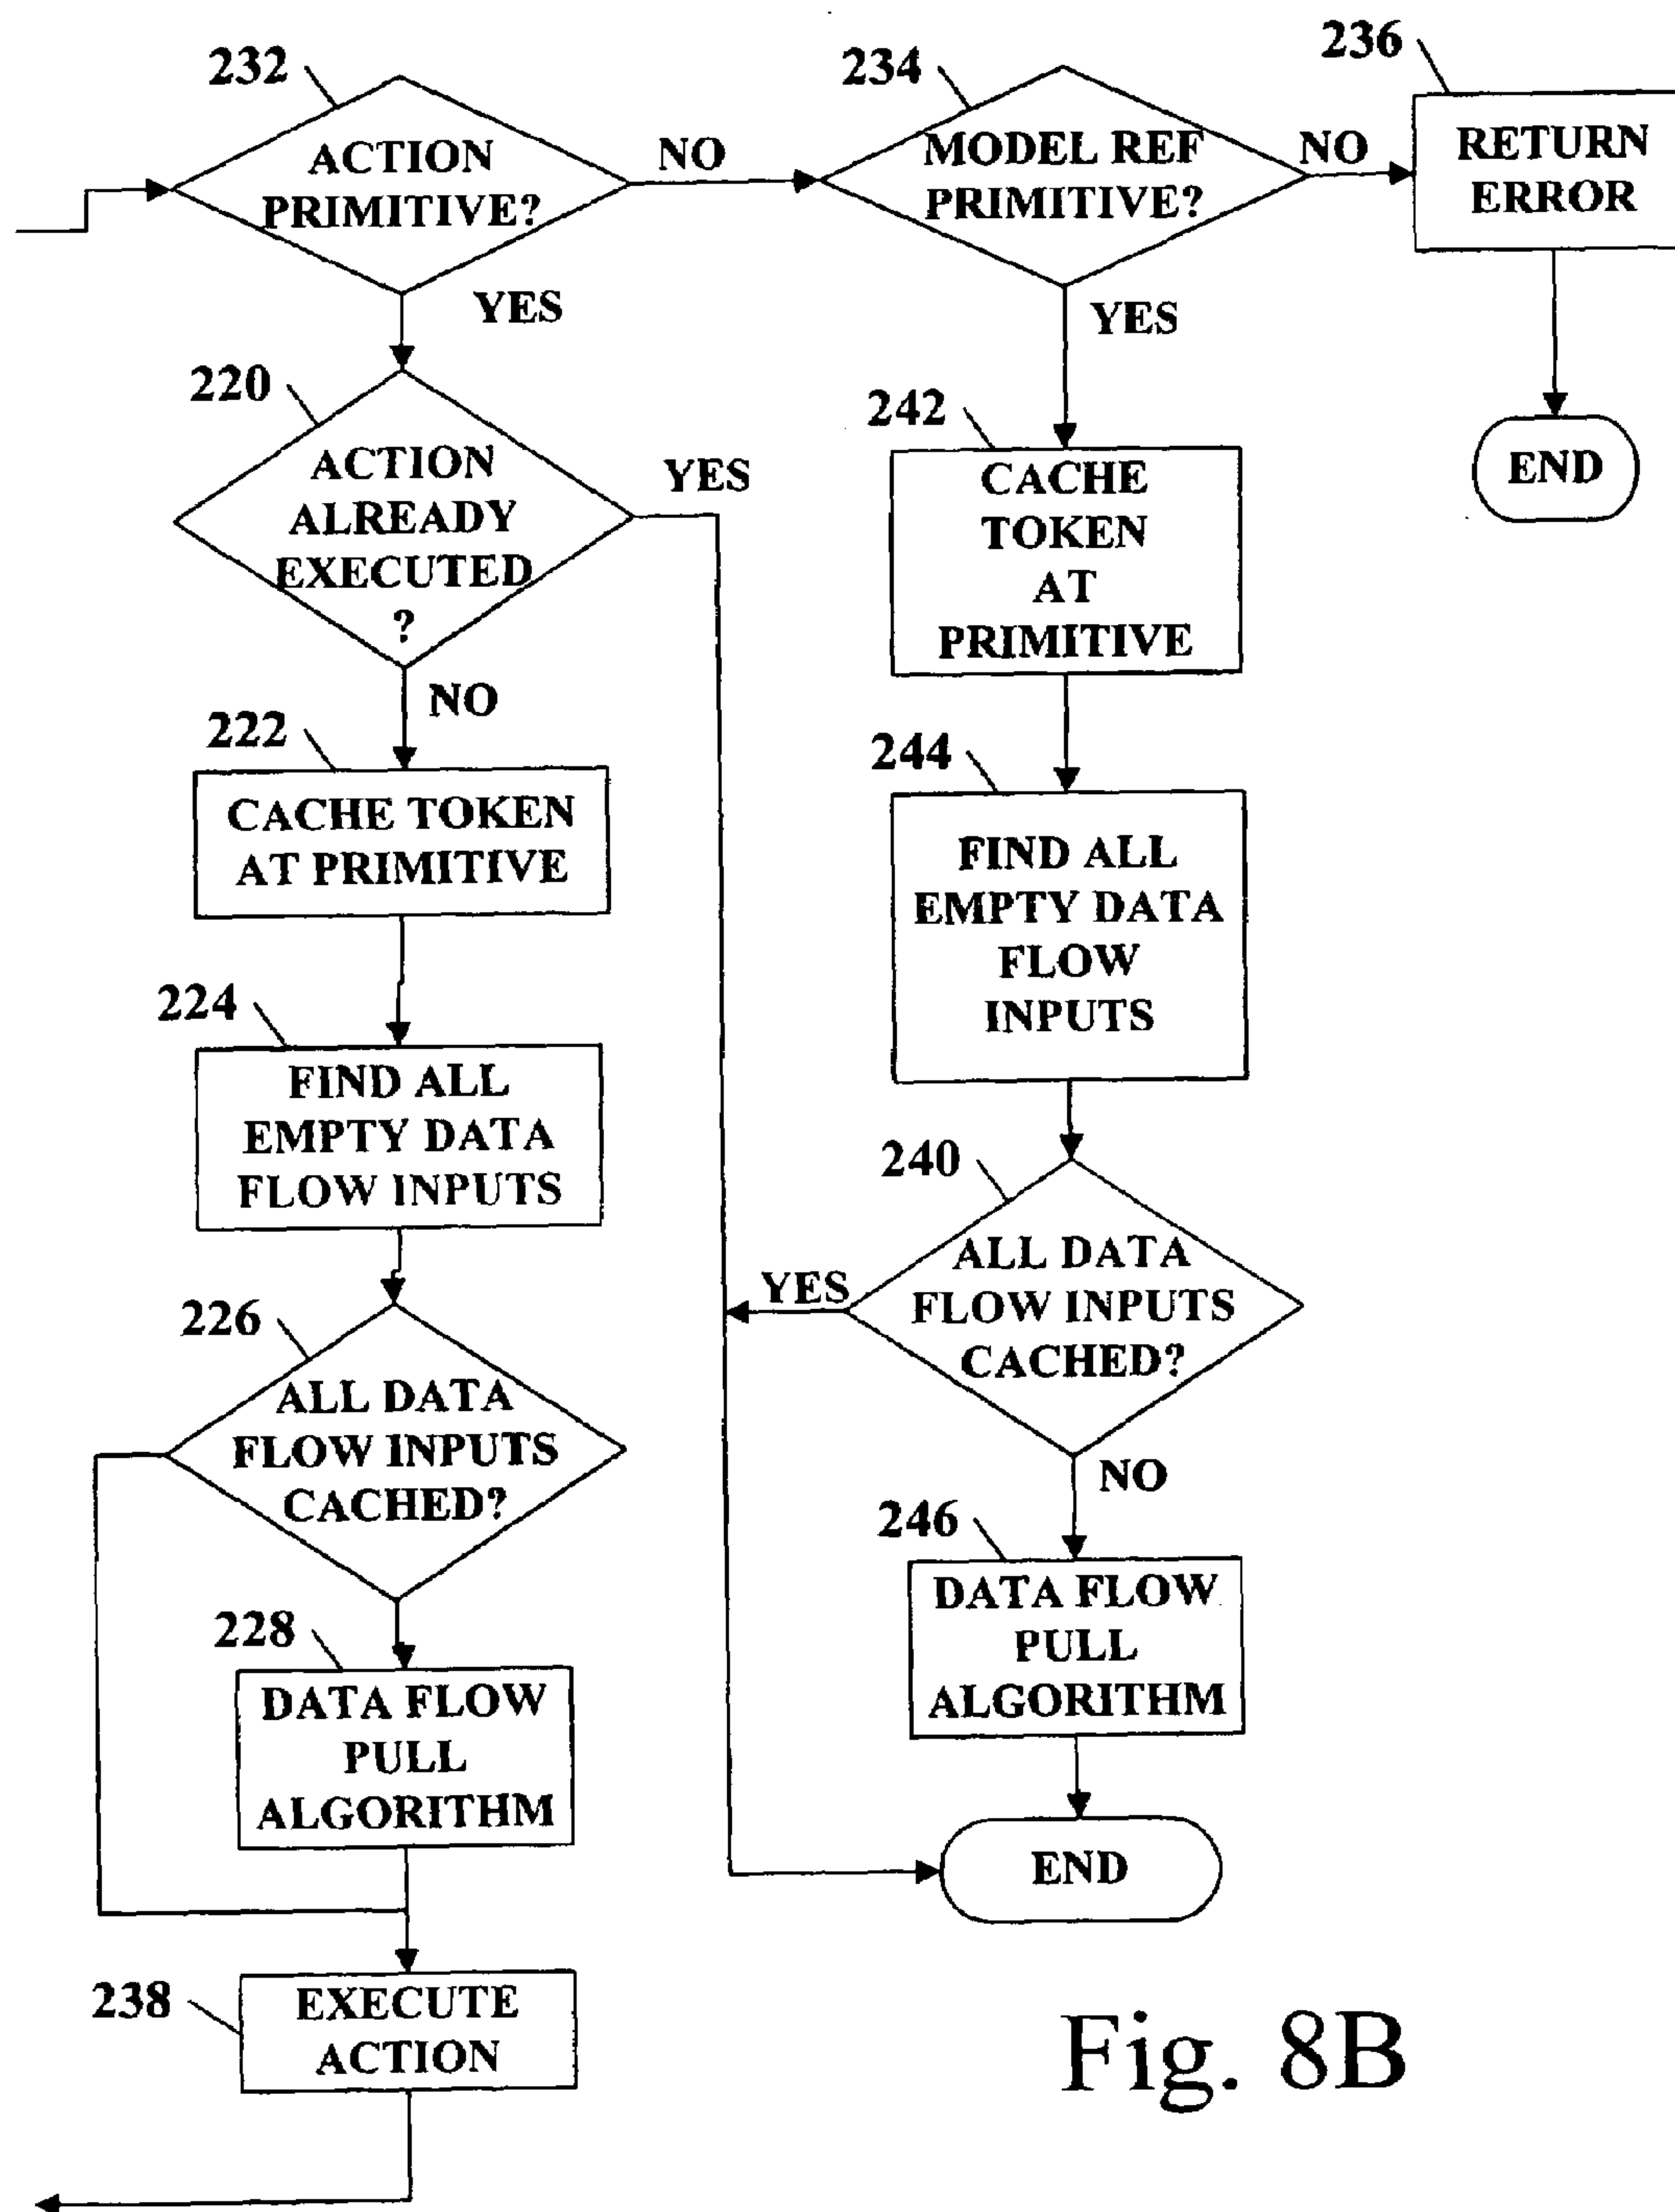 232
ACTION
PRIMITIVE?
NO
YES
234
MODEL REF
PRIMITIVE?
NO
YES
236
RETURN
ERROR
END
220
ACTION
ALREADY
EXECUTED
?
YES
NO
222
CACHE TOKEN
AT PRIMITIVE
224
FIND ALL
EMPTY DATA
FLOW INPUTS
226
ALL DATA
FLOW INPUTS
CACHED?
228
DATA FLOW
PULL
ALGORITHM
238
EXECUTE
ACTION
242
CACHE
TOKEN
AT
PRIMITIVE
244
FIND ALL
EMPTY DATA
FLOW
INPUTS
240
ALL DATA
FLOW INPUTS
CACHED?
YES
NO
246
DATA FLOW
PULL
ALGORITHM
END
Fig. 8B